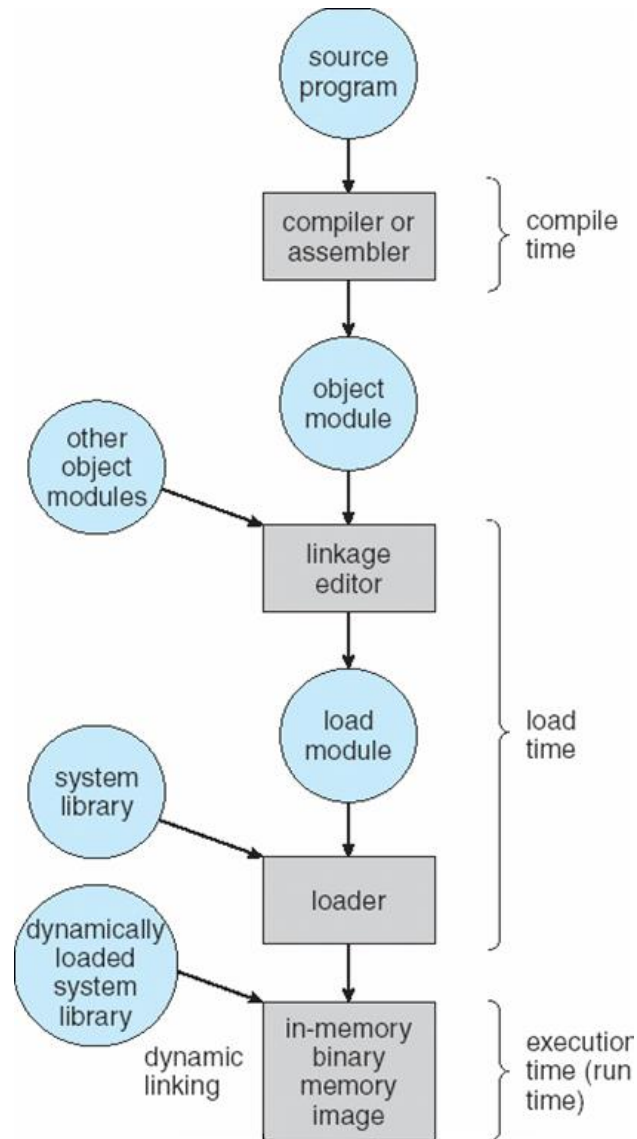 source
program
compiler or
assembler
compile
time
object
module
other
object
modules
linkage
editor
load
module
load
time
system
library
loader
dynamically
loaded
system
library
dynamic
linking
in-memory
binary
memory
image
execution
time (run
time)